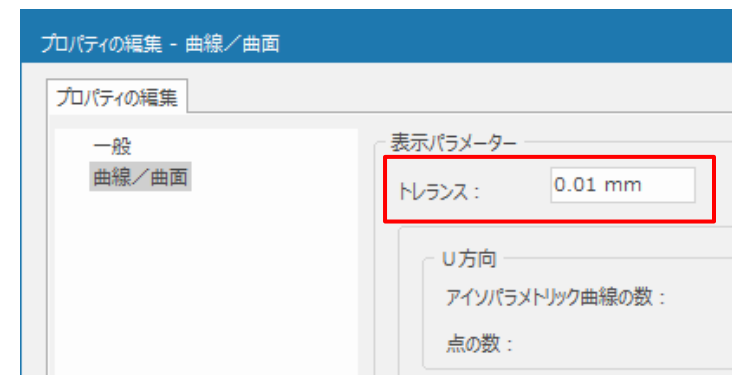 プロパティの編集 - 曲線／曲面
プロパティの編集
一般
曲線／曲面
表示パラメーター
トレランス： 0.01 mm
U方向
アイソパラメトリック曲線の数：
点の数：